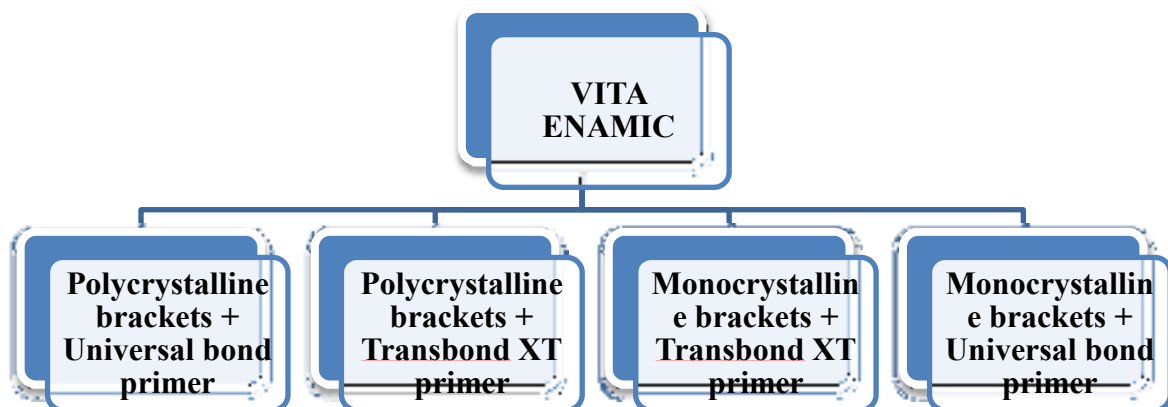 VITA
ENAMIC
Polycrystalline
brackets +
Universal bond
primer
Polycrystalline
brackets +
Transbond XT
primer
Monocrystallin
e brackets +
Transbond XT
primer
Monocrystallin
e brackets +
Universal bond
primer